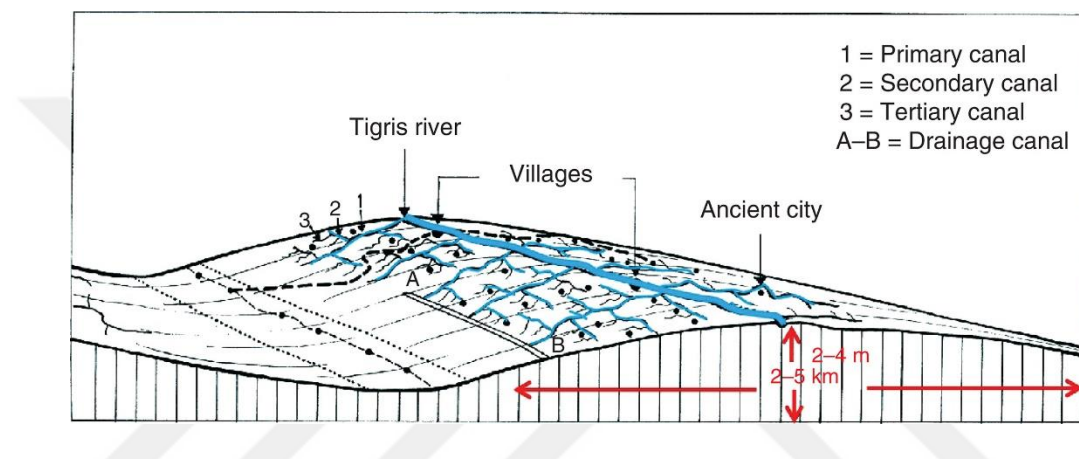 1 = Primary canal
2 = Secondary canal
3 = Tertiary canal
A–B = Drainage canal
Tigris river
Villages
Ancient city
3 2 1
A
B
2–4 m
2–5 km